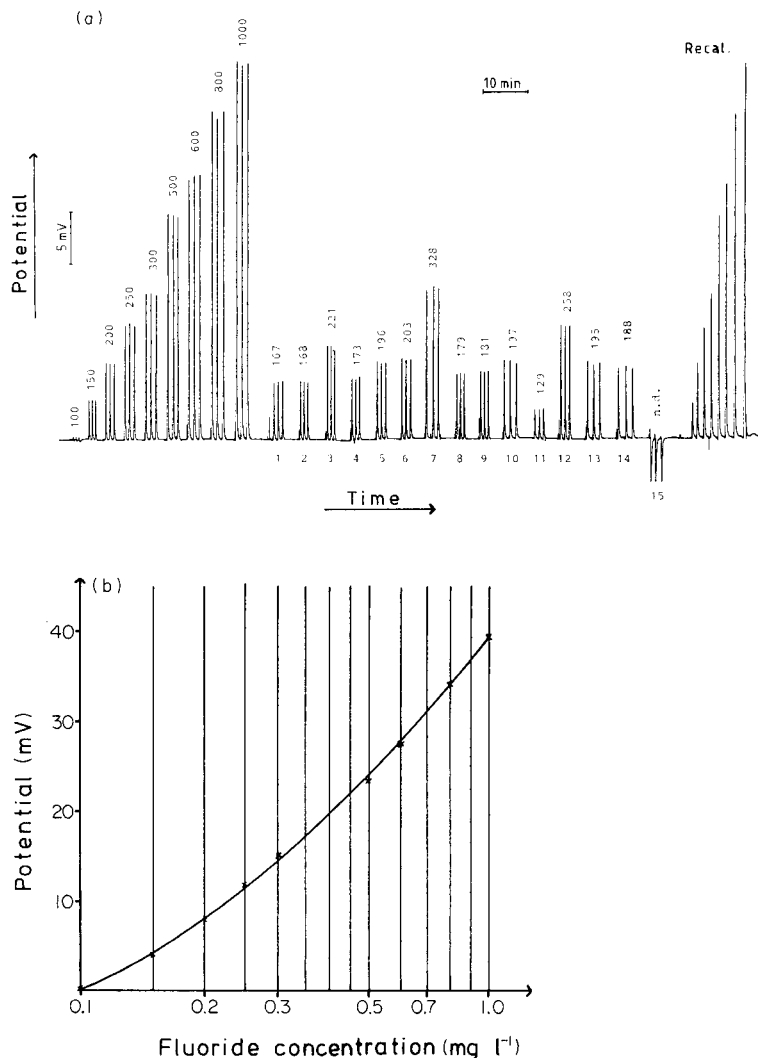 (a)
Potential
5 mV
100
150
200
250
300
500
600
800
1000
10 min
Recal.
167
168
221
173
196
203
328
179
181
197
129
258
195
188
n.d.
1 2 3 4 5 6 7 8 9 10 11 12 13 14 15
Time
(b)
Potential (mV)
40
30
20
10
0.1 0.2 0.3 0.5 0.7 1.0
Fluoride concentration (mg l⁻¹)